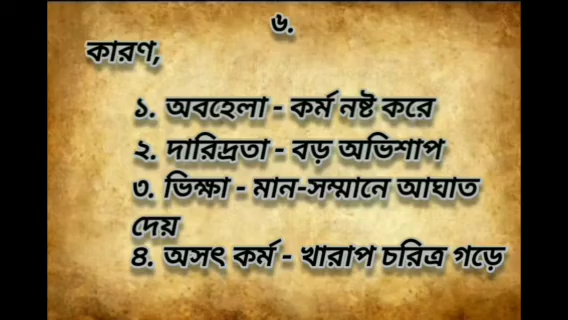 ৬.
কারণ,
১. অবহেলা - কর্ম নষ্ট করে
২. দারিদ্রতা - বড় অভিশাপ
৩. ভিক্ষা - মান-সম্মানে আঘাত
দেয়
৪. অসৎ কর্ম - খারাপ চরিত্র গড়ে